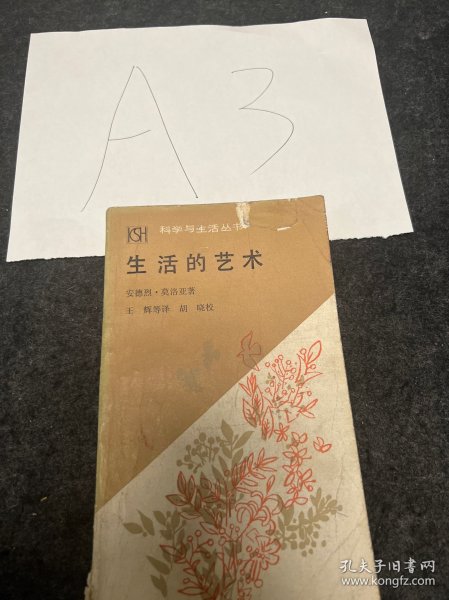 A3
KSH
科学与生活丛书
生活的艺术
安德烈·莫洛亚著
王 辉等译 胡 晓校
孔夫子旧书网
www.kongfz.com